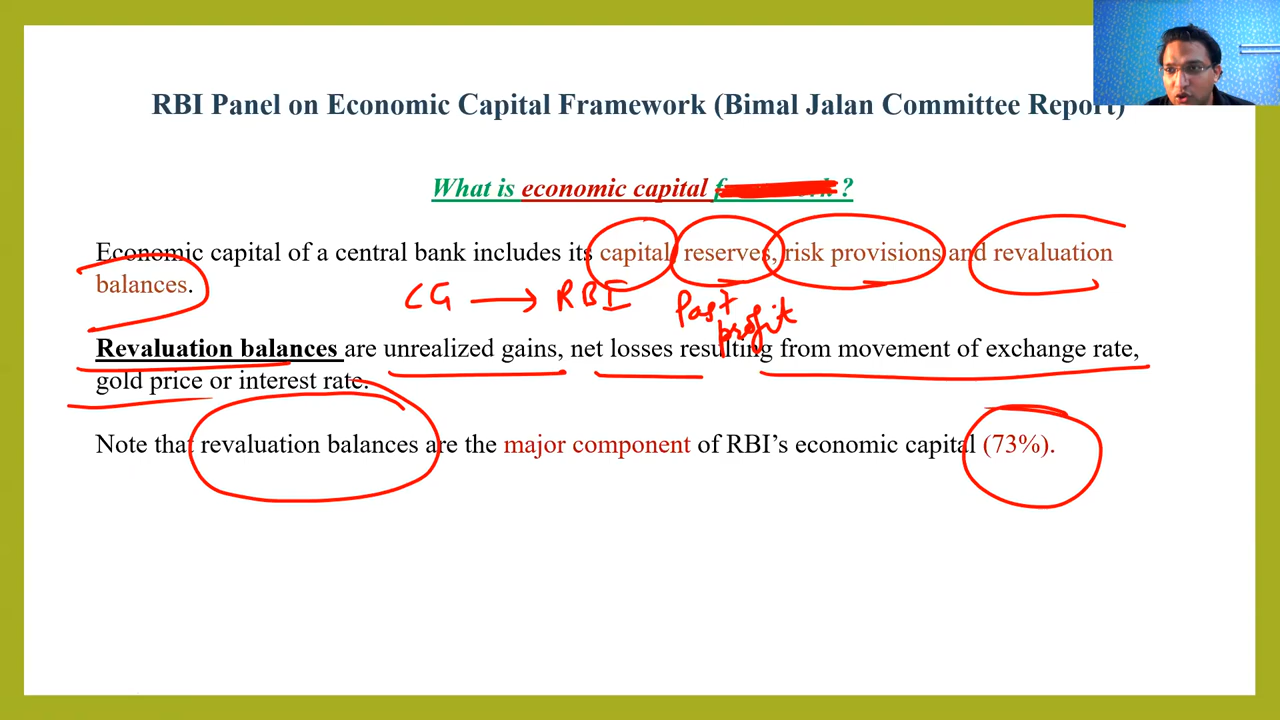 RBI Panel on Economic Capital Framework (Bimal Jalan Committee Report)
What is economic capital ?
Economic capital of a central bank includes its capital, reserves, risk provisions and revaluation
balances.
CG → RBI
Past
profit
Revaluation balances are unrealized gains, net losses resulting from movement of exchange rate,
gold price or interest rate.
Note that revaluation balances are the major component of RBI’s economic capital (73%).